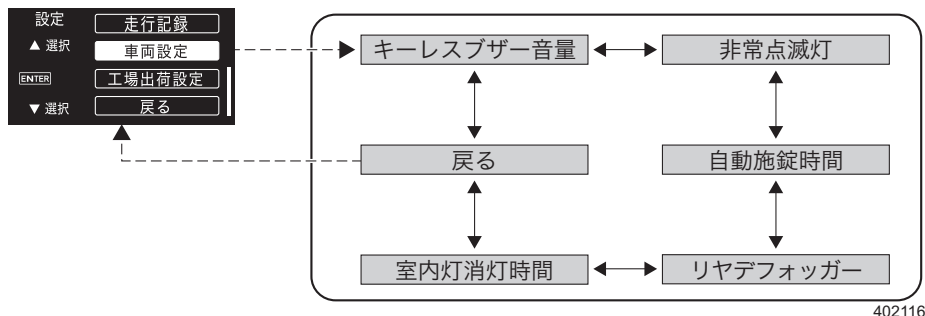 設定
走行記録
▲ 選択
車両設定
ENTER
工場出荷設定
▼ 選択
戻る
キーレスブザー音量
非常点滅灯
戻る
自動施錠時間
室内灯消灯時間
リヤデフォッガー
402116